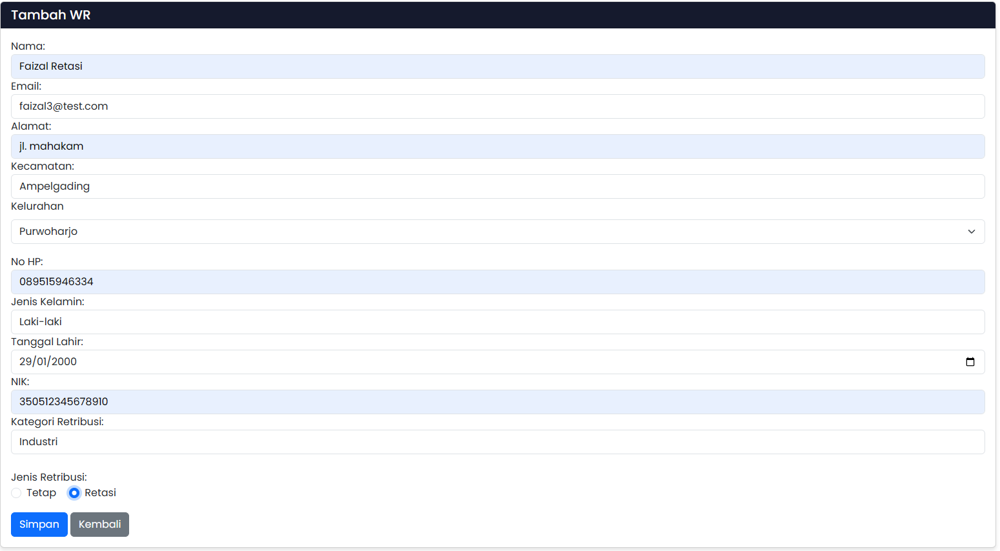 Tambah WR
Nama:
Faizal Retasi
Email:
faizal3@test.com
Alamat:
jl. mahakam
Kecamatan:
Ampelgading
Kelurahan
Purwoharjo
No HP:
089515946334
Jenis Kelamin:
Laki-laki
Tanggal Lahir:
29/01/2000
NIK:
350512345678910
Kategori Retribusi:
Industri
Jenis Retribusi:
Tetap Retasi
Simpan Kembali